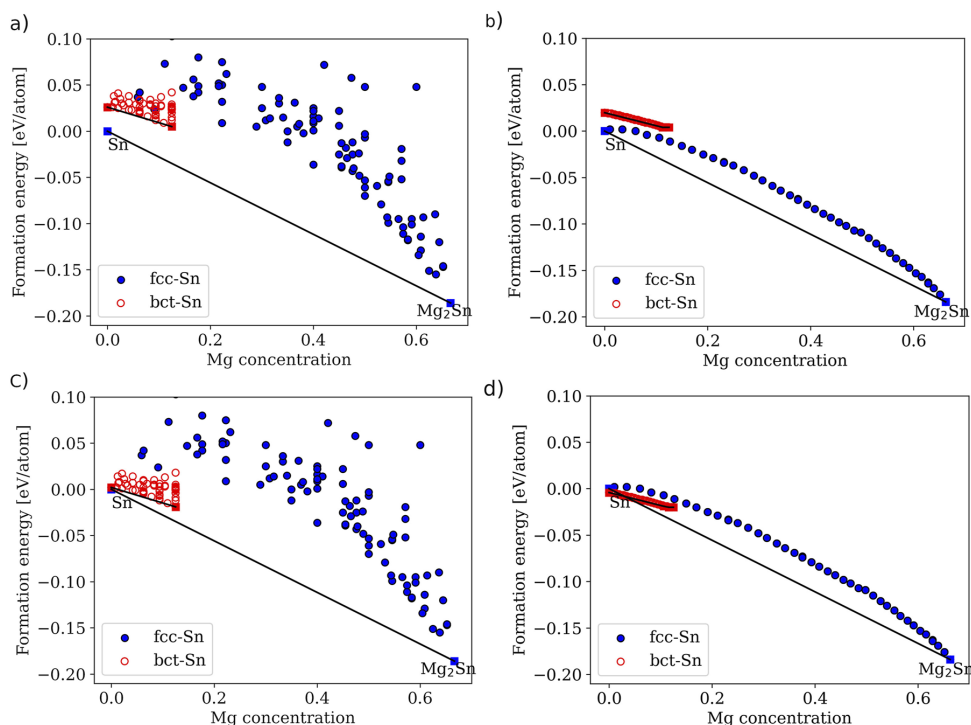 a)
0.10
0.05
0.00
−0.05
−0.10
−0.15
−0.20
Formation energy [eV/atom]
Sn
Mg₂Sn
fcc-Sn
bct-Sn
0.0 0.2 0.4 0.6
Mg concentration
b)
0.10
0.05
0.00
−0.05
−0.10
−0.15
−0.20
Formation energy [eV/atom]
Sn
Mg₂Sn
fcc-Sn
bct-Sn
0.0 0.2 0.4 0.6
Mg concentration
C)
0.10
0.05
0.00
−0.05
−0.10
−0.15
−0.20
Formation energy [eV/atom]
Sn
Mg₂Sn
fcc-Sn
bct-Sn
0.0 0.2 0.4 0.6
Mg concentration
d)
0.10
0.05
0.00
−0.05
−0.10
−0.15
−0.20
Formation energy [eV/atom]
Sn
Mg₂Sn
fcc-Sn
bct-Sn
0.0 0.2 0.4 0.6
Mg concentration